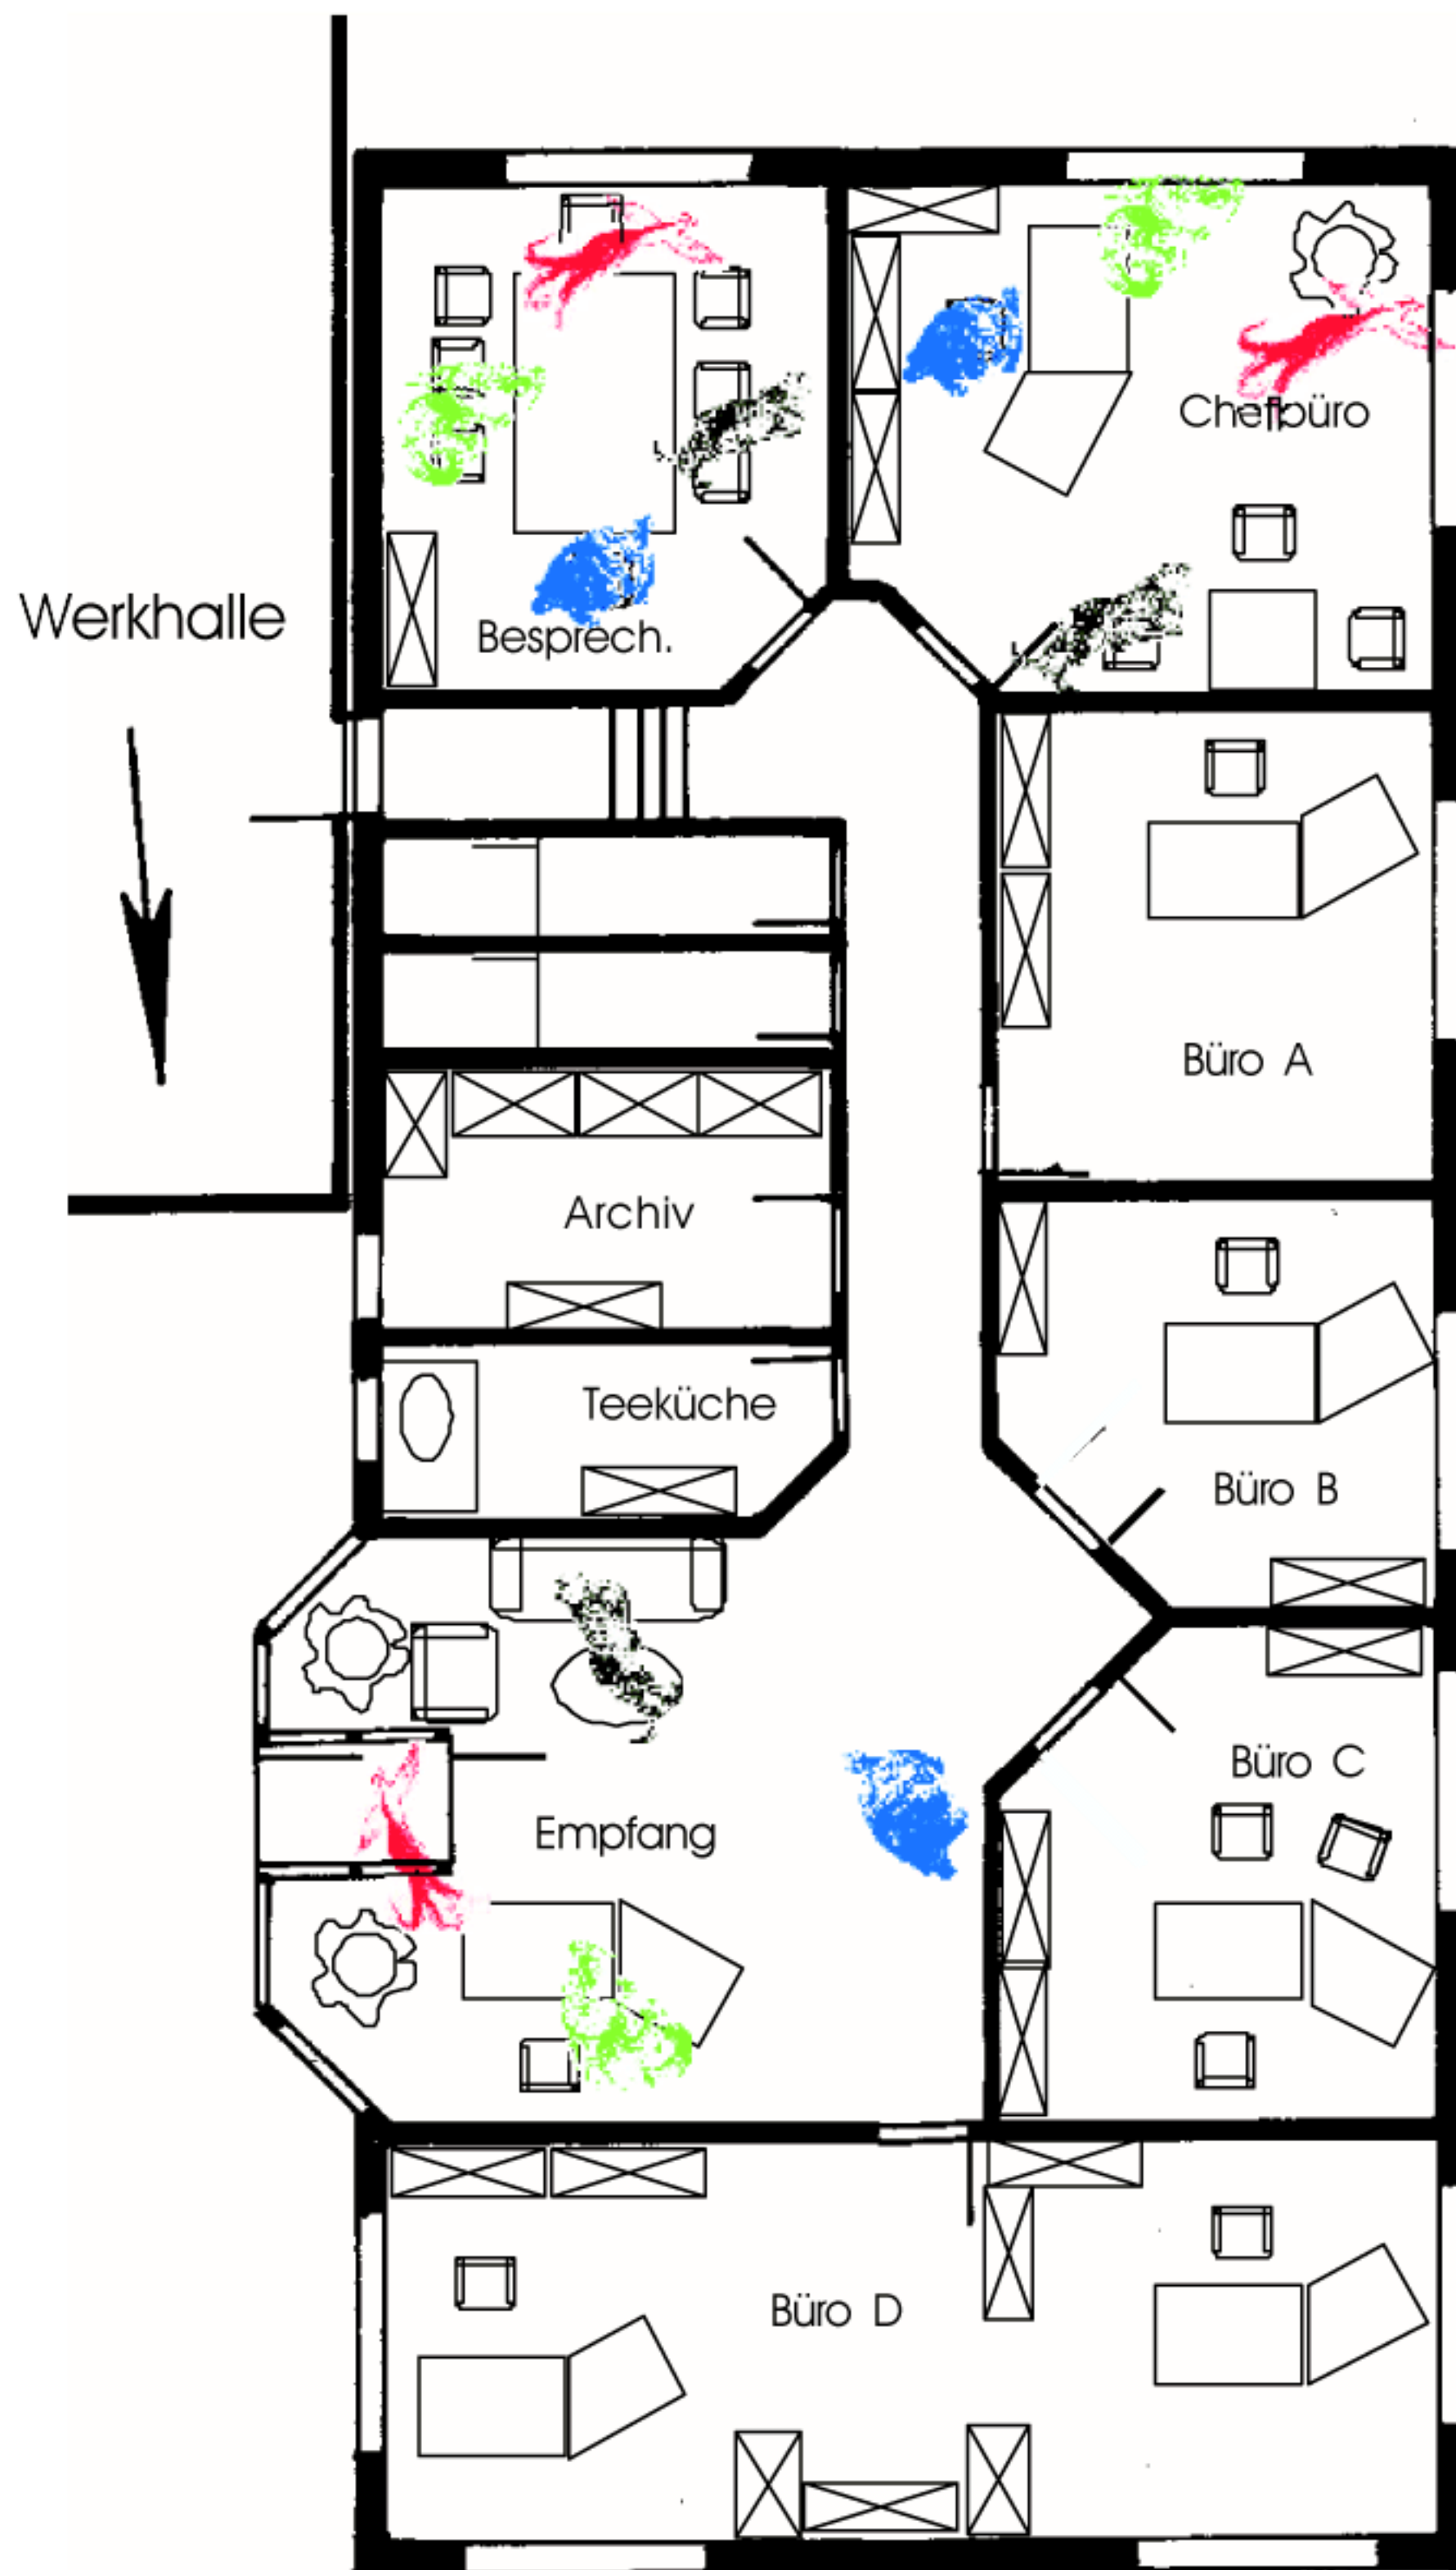 Chefbüro
Werkhalle
Besprech.
Büro A
Archiv
Teeküche
Büro B
Büro C
Empfang
Büro D